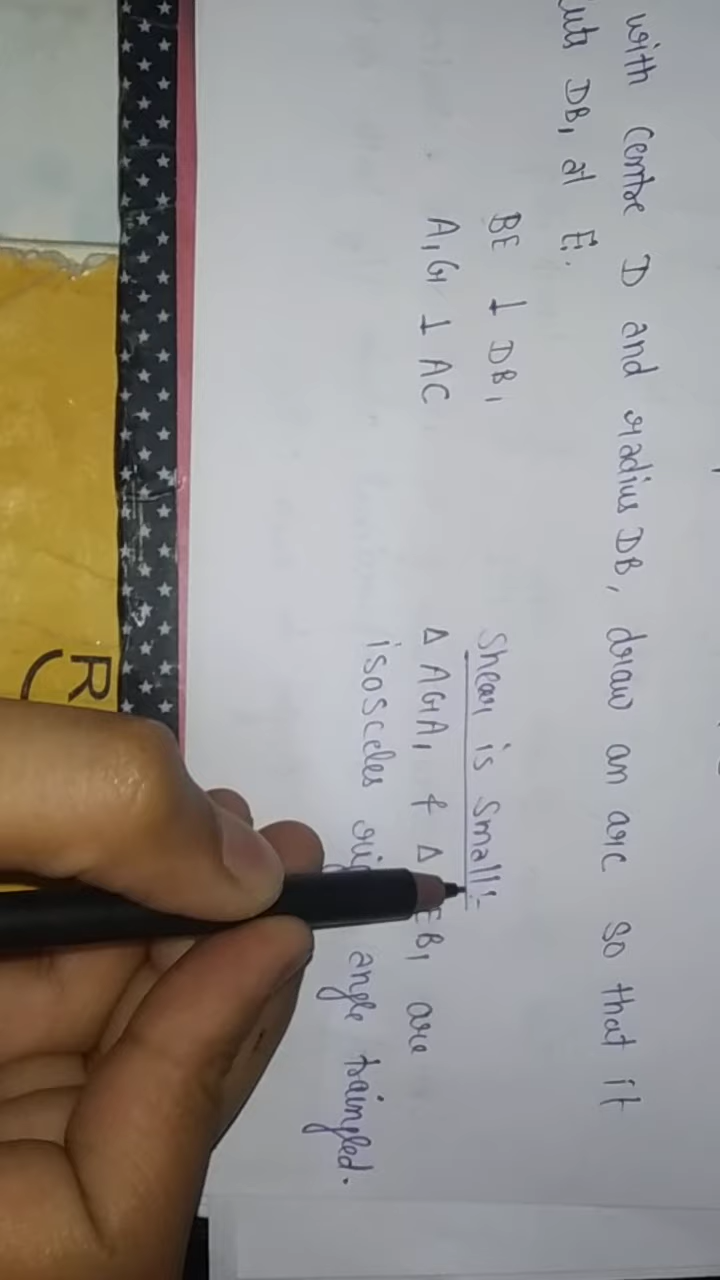 with Centre D and radius DB, draw an arc so that it
cuts DB, at E.
BE ⊥ DB,
A,G ⊥ AC
Shear is Small:-
Δ AGA, & Δ EB, are
isosceles angle traingled.
R